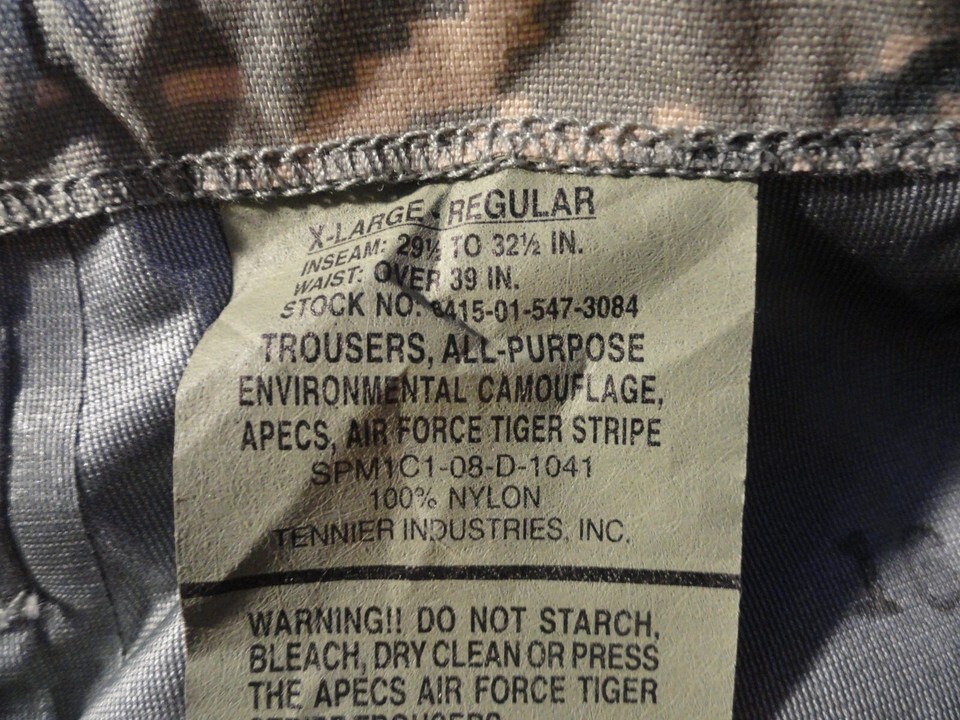 X-LARGE - REGULAR
INSEAM: 29½ TO 32½ IN.
WAIST: OVER 39 IN.
STOCK NO. 8415-01-547-3084
TROUSERS, ALL-PURPOSE
ENVIRONMENTAL CAMOUFLAGE,
APECS, AIR FORCE TIGER STRIPE
SPM1C1-08-D-1041
100% NYLON
TENNIER INDUSTRIES, INC.
WARNING!! DO NOT STARCH,
BLEACH, DRY CLEAN OR PRESS
THE APECS AIR FORCE TIGER
STRIPE TROUSERS